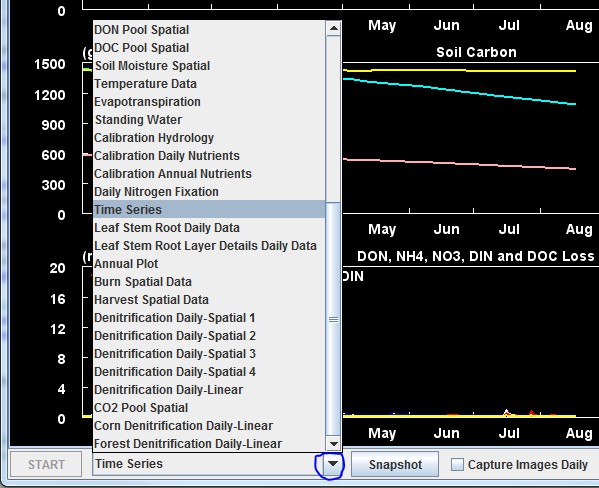 0
May Jun Jul Aug
Soil Carbon
(g
1500
1200
900
600
300
0
May Jun Jul Aug
DON, NH4, NO3, DIN and DOC Loss
DIN
20
16
12
8
4
0
May Jun Jul Aug
DON Pool Spatial
DOC Pool Spatial
Soil Moisture Spatial
Temperature Data
Evapotranspiration
Standing Water
Calibration Hydrology
Calibration Daily Nutrients
Calibration Annual Nutrients
Daily Nitrogen Fixation
Time Series
Leaf Stem Root Daily Data
Leaf Stem Root Layer Details Daily Data
Annual Plot
Burn Spatial Data
Harvest Spatial Data
Denitrification Daily-Spatial 1
Denitrification Daily-Spatial 2
Denitrification Daily-Spatial 3
Denitrification Daily-Spatial 4
Denitrification Daily-Linear
CO2 Pool Spatial
Corn Denitrification Daily-Linear
Forest Denitrification Daily-Linear
START
Time Series
Snapshot
Capture Images Daily